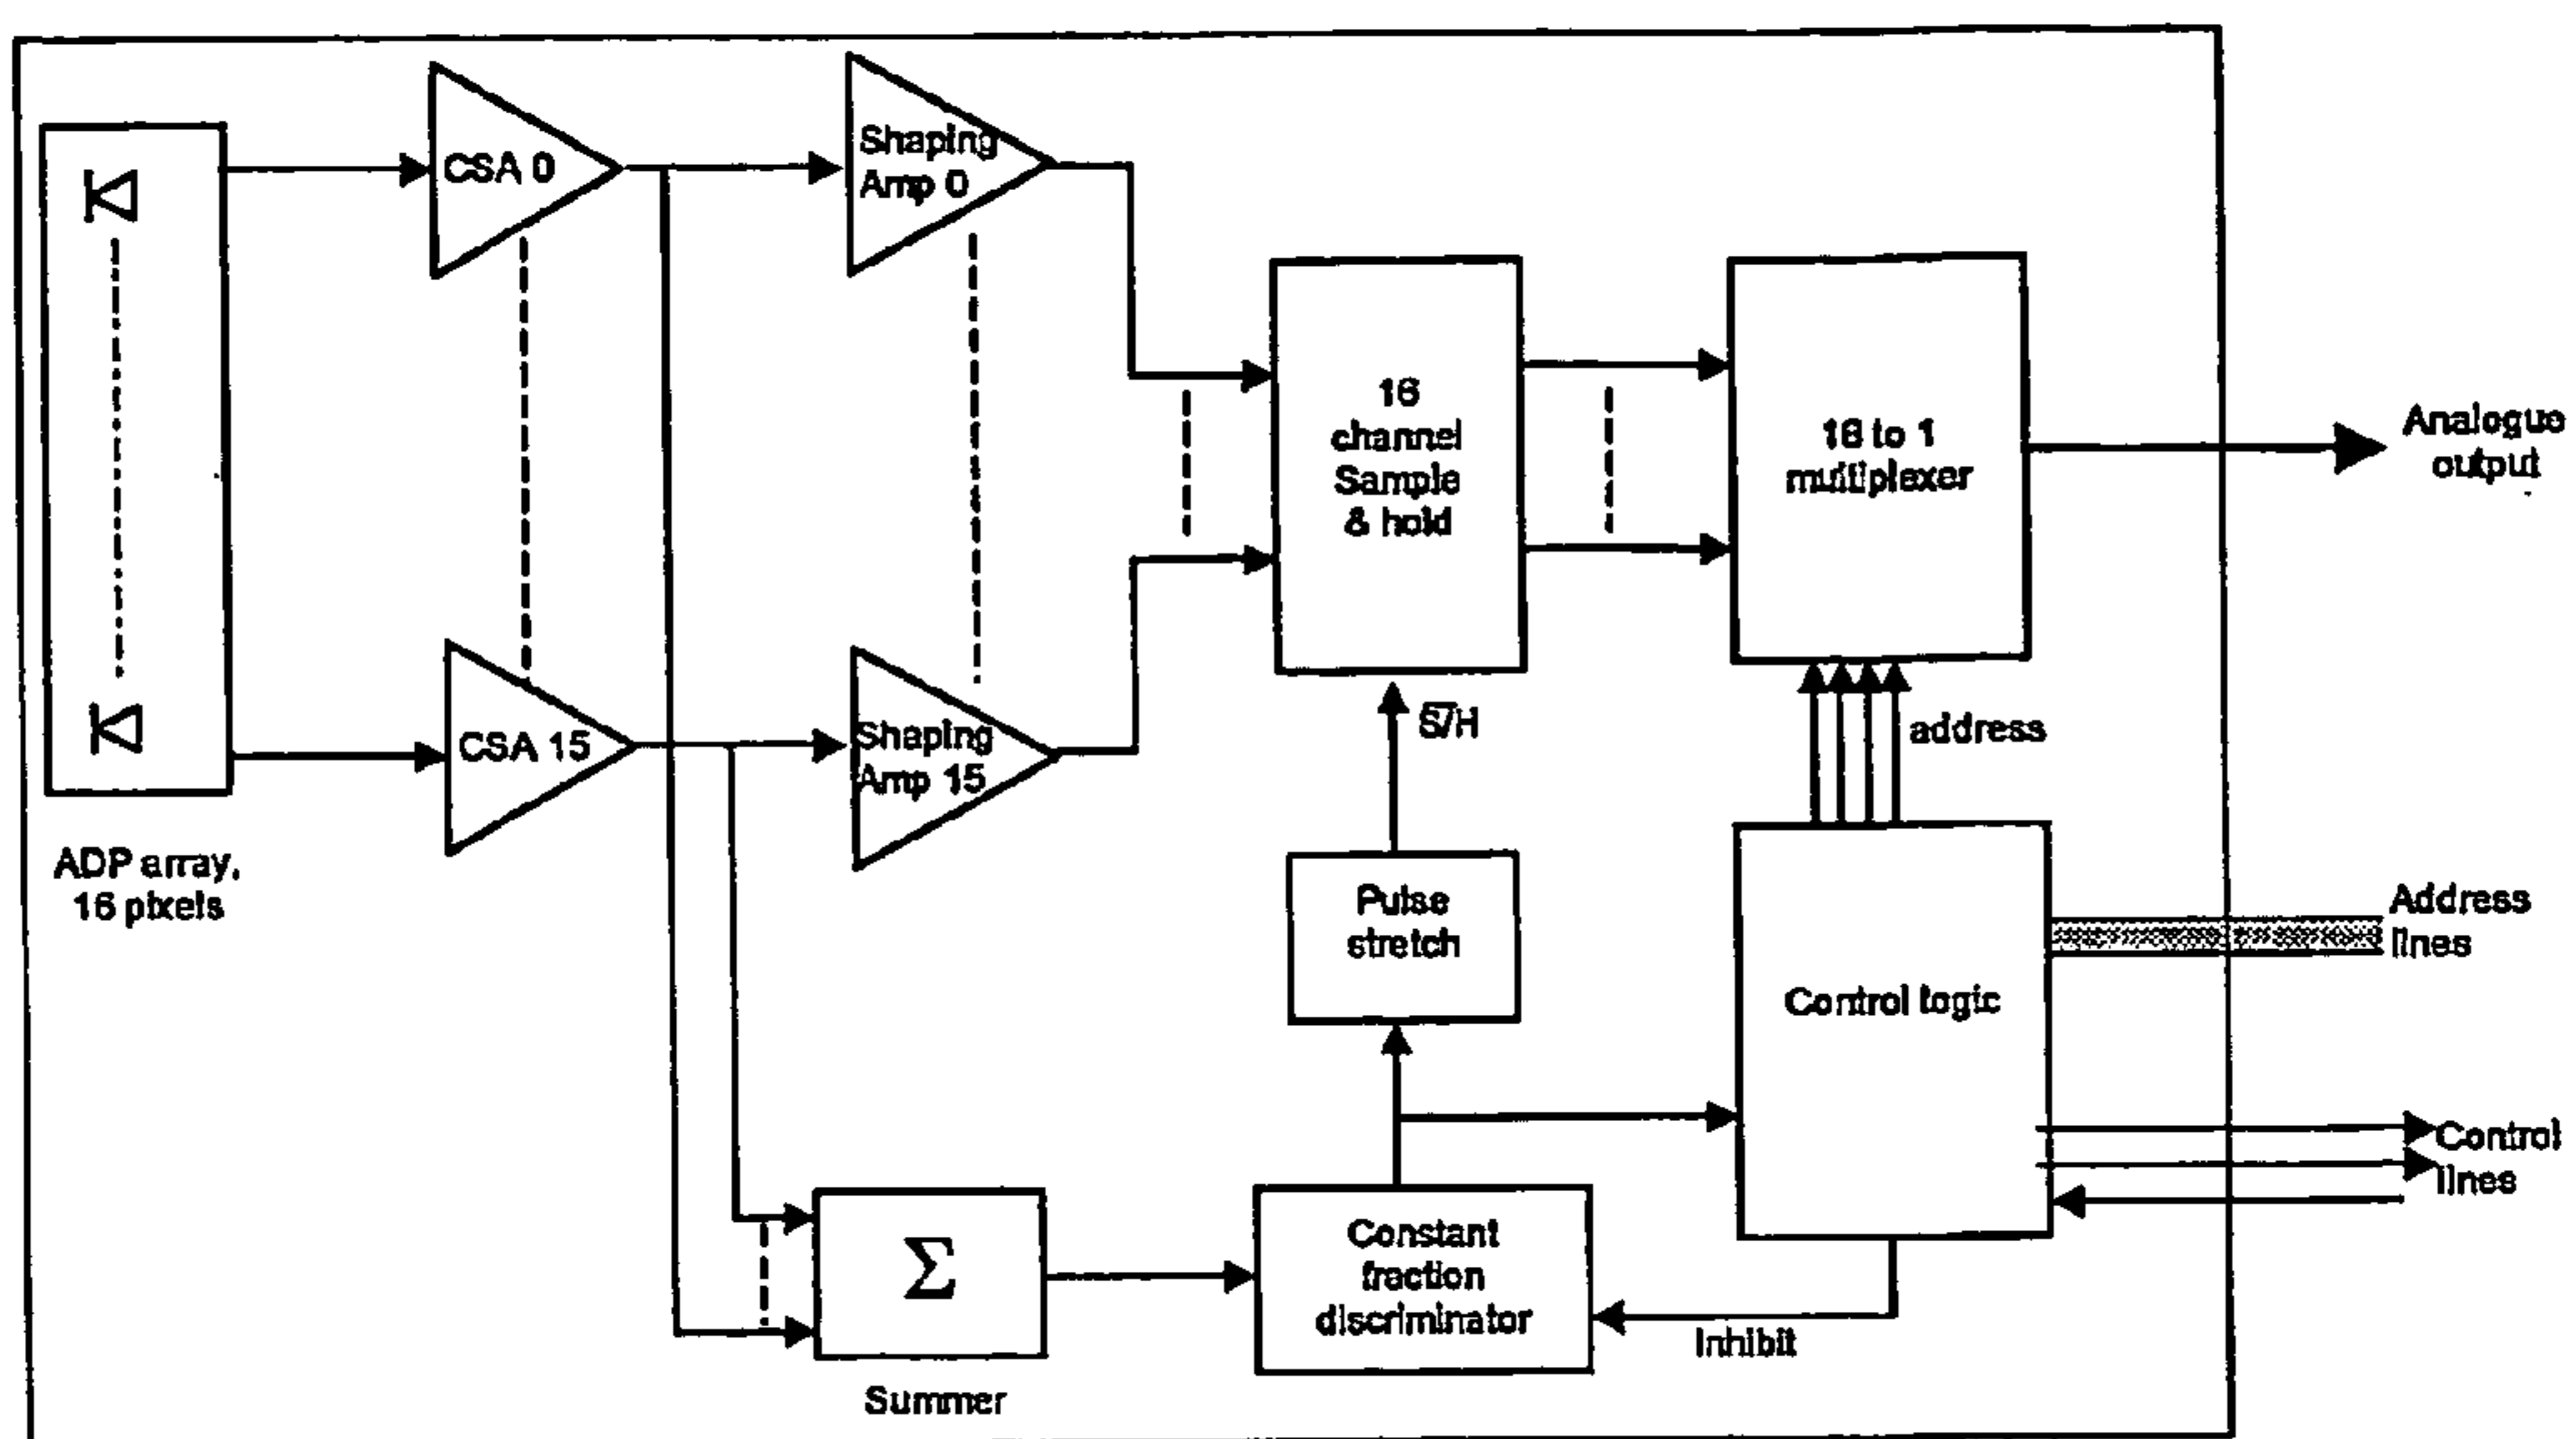 CSA 0
Shaping
Amp 0
16
channel
Sample
& hold
16 to 1
multiplexer
Analogue
output
CSA 15
Shaping
Amp 15
S/H
address
ADP array,
16 pixels
Pulse
stretch
Control logic
Address
lines
Control
lines
Σ
Summer
Constant
fraction
discriminator
Inhibit